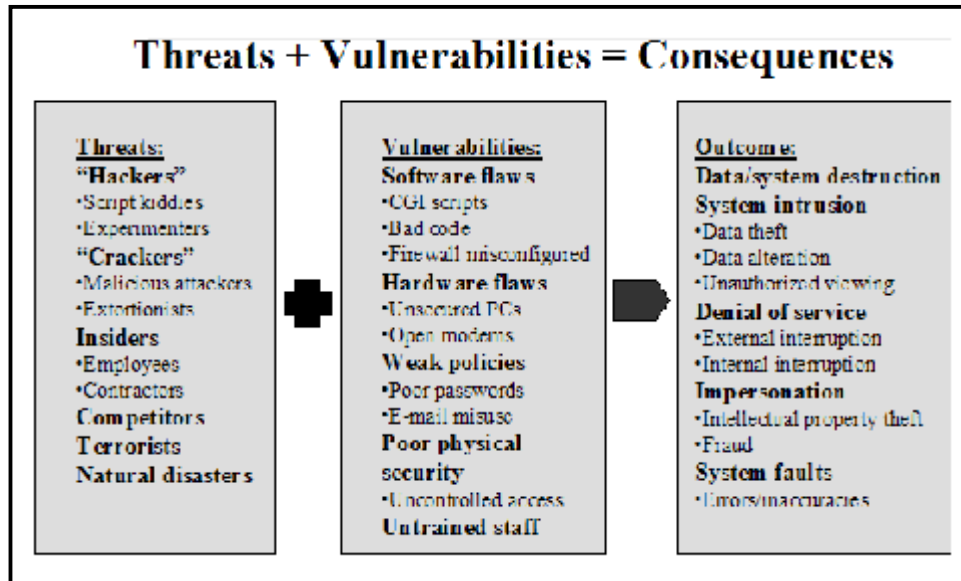 Threats + Vulnerabilities = Consequences
Threats:
“Hackers”
•Script kiddies
•Experimenters
“Crackers”
•Malicious attackers
•Extortionists
Insiders
•Employees
•Contractors
Competitors
Terrorists
Natural disasters
Vulnerabilities:
Software flaws
•CGI scripts
•Bad code
•Firewall misconfigured
Hardware flaws
•Unsecured PCs
•Open modems
Weak policies
•Poor passwords
•E-mail misuse
Poor physical
security
•Uncontrolled access
Untrained staff
Outcome:
Data/system destruction
System intrusion
•Data theft
•Data alteration
•Unauthorized viewing
Denial of service
•External interruption
•Internal interruption
Impersonation
•Intellectual property theft
•Fraud
System faults
•Errors/inaccuracies